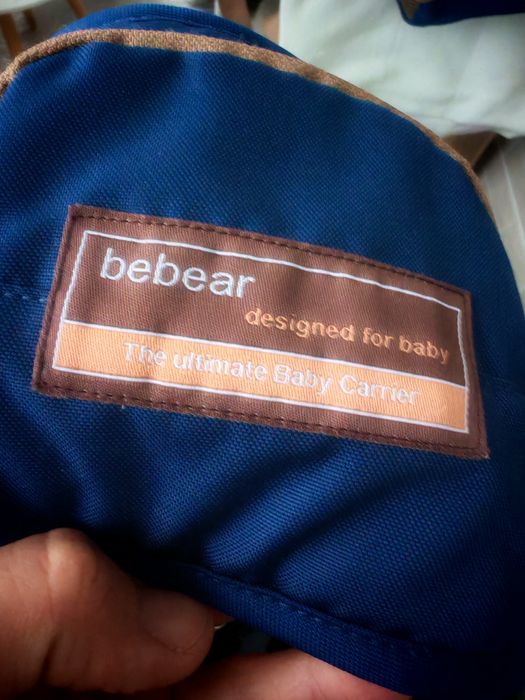 bebear
designed for baby
The ultimate Baby Carrier